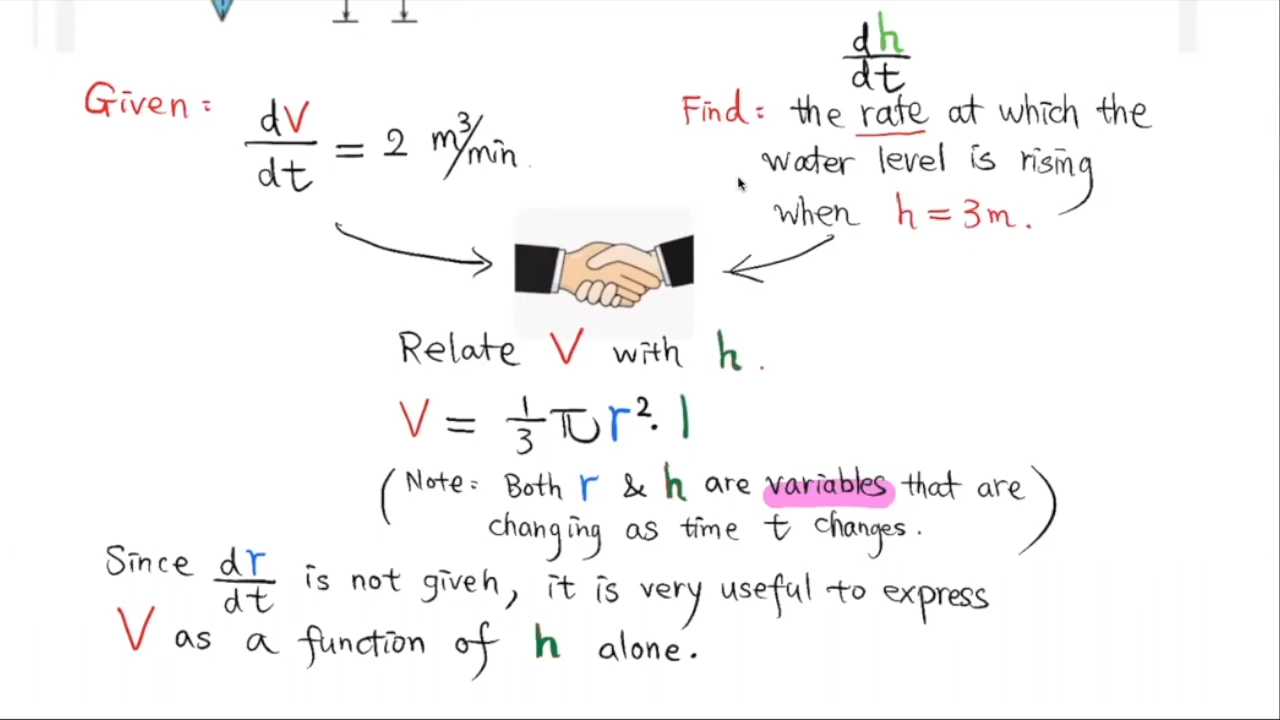 dh/dt
Given: dV/dt = 2 m³/min.
Find: the rate at which the
water level is rising
when h = 3m.
Relate V with h.
V = 1/3 πr². l
(Note: Both r & h are variables that are
changing as time t changes.)
Since dr/dt is not giveh, it is very useful to express
V as a function of h alone.